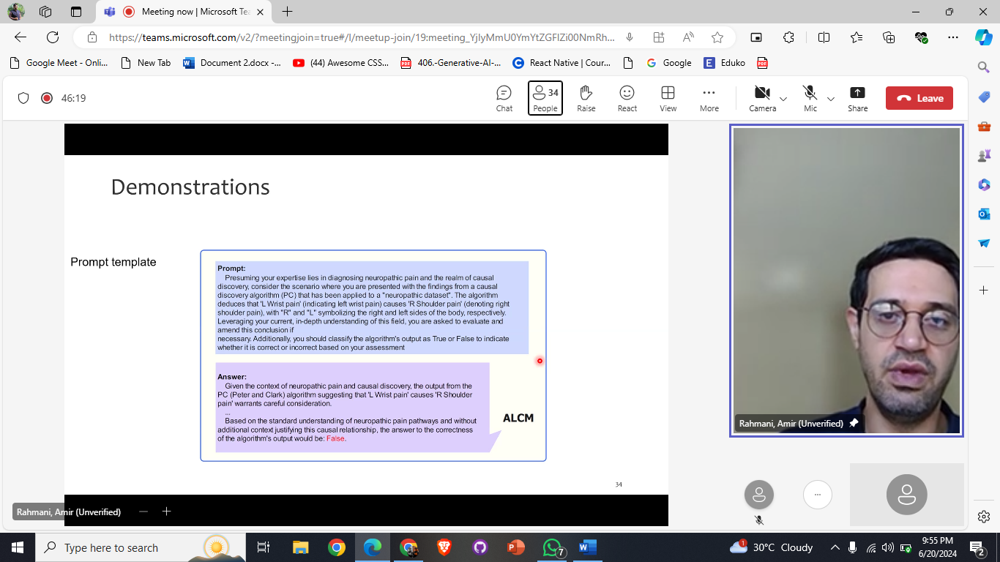 Meeting now | Microsoft Tea
https://teams.microsoft.com/v2/?meetingjoin=true#/l/meetup-join/19:meeting_YjIyMmU0YmYtZGFlZi00NmRh...
Google Meet - Onli...
New Tab
Document 2.docx -...
(44) Awesome CSS...
406.-Generative-AI-...
React Native | Cour...
Google
Eduko
46:19
Chat
34
People
Raise
React
View
More
Camera
Mic
Share
Leave
Demonstrations
Prompt template
Prompt:
Presuming your expertise lies in diagnosing neuropathic pain and the realm of causal
discovery, consider the scenario where you are presented with the findings from a causal
discovery algorithm (PC) that has been applied to a "neuropathic dataset". The algorithm
deduces that 'L Wrist pain' (indicating left wrist pain) causes 'R Shoulder pain' (denoting right
shoulder pain), with "R" and "L" symbolizing the right and left sides of the body, respectively.
Leveraging your current, in-depth understanding of this field, you are asked to evaluate and
amend this conclusion if
necessary. Additionally, you should classify the algorithm's output as True or False to indicate
whether it is correct or incorrect based on your assessment
Answer:
Given the context of neuropathic pain and causal discovery, the output from the
PC (Peter and Clark) algorithm suggesting that 'L Wrist pain' causes 'R Shoulder
pain' warrants careful consideration.
...
Based on the standard understanding of neuropathic pain pathways and without
additional context justifying this causal relationship, the answer to the correctness
of the algorithm's output would be: False.
ALCM
34
Rahmani, Amir (Unverified)
Rahmani, Amir (Unverified)
Type here to search
7
1
30°C Cloudy
9:55 PM
6/20/2024
2